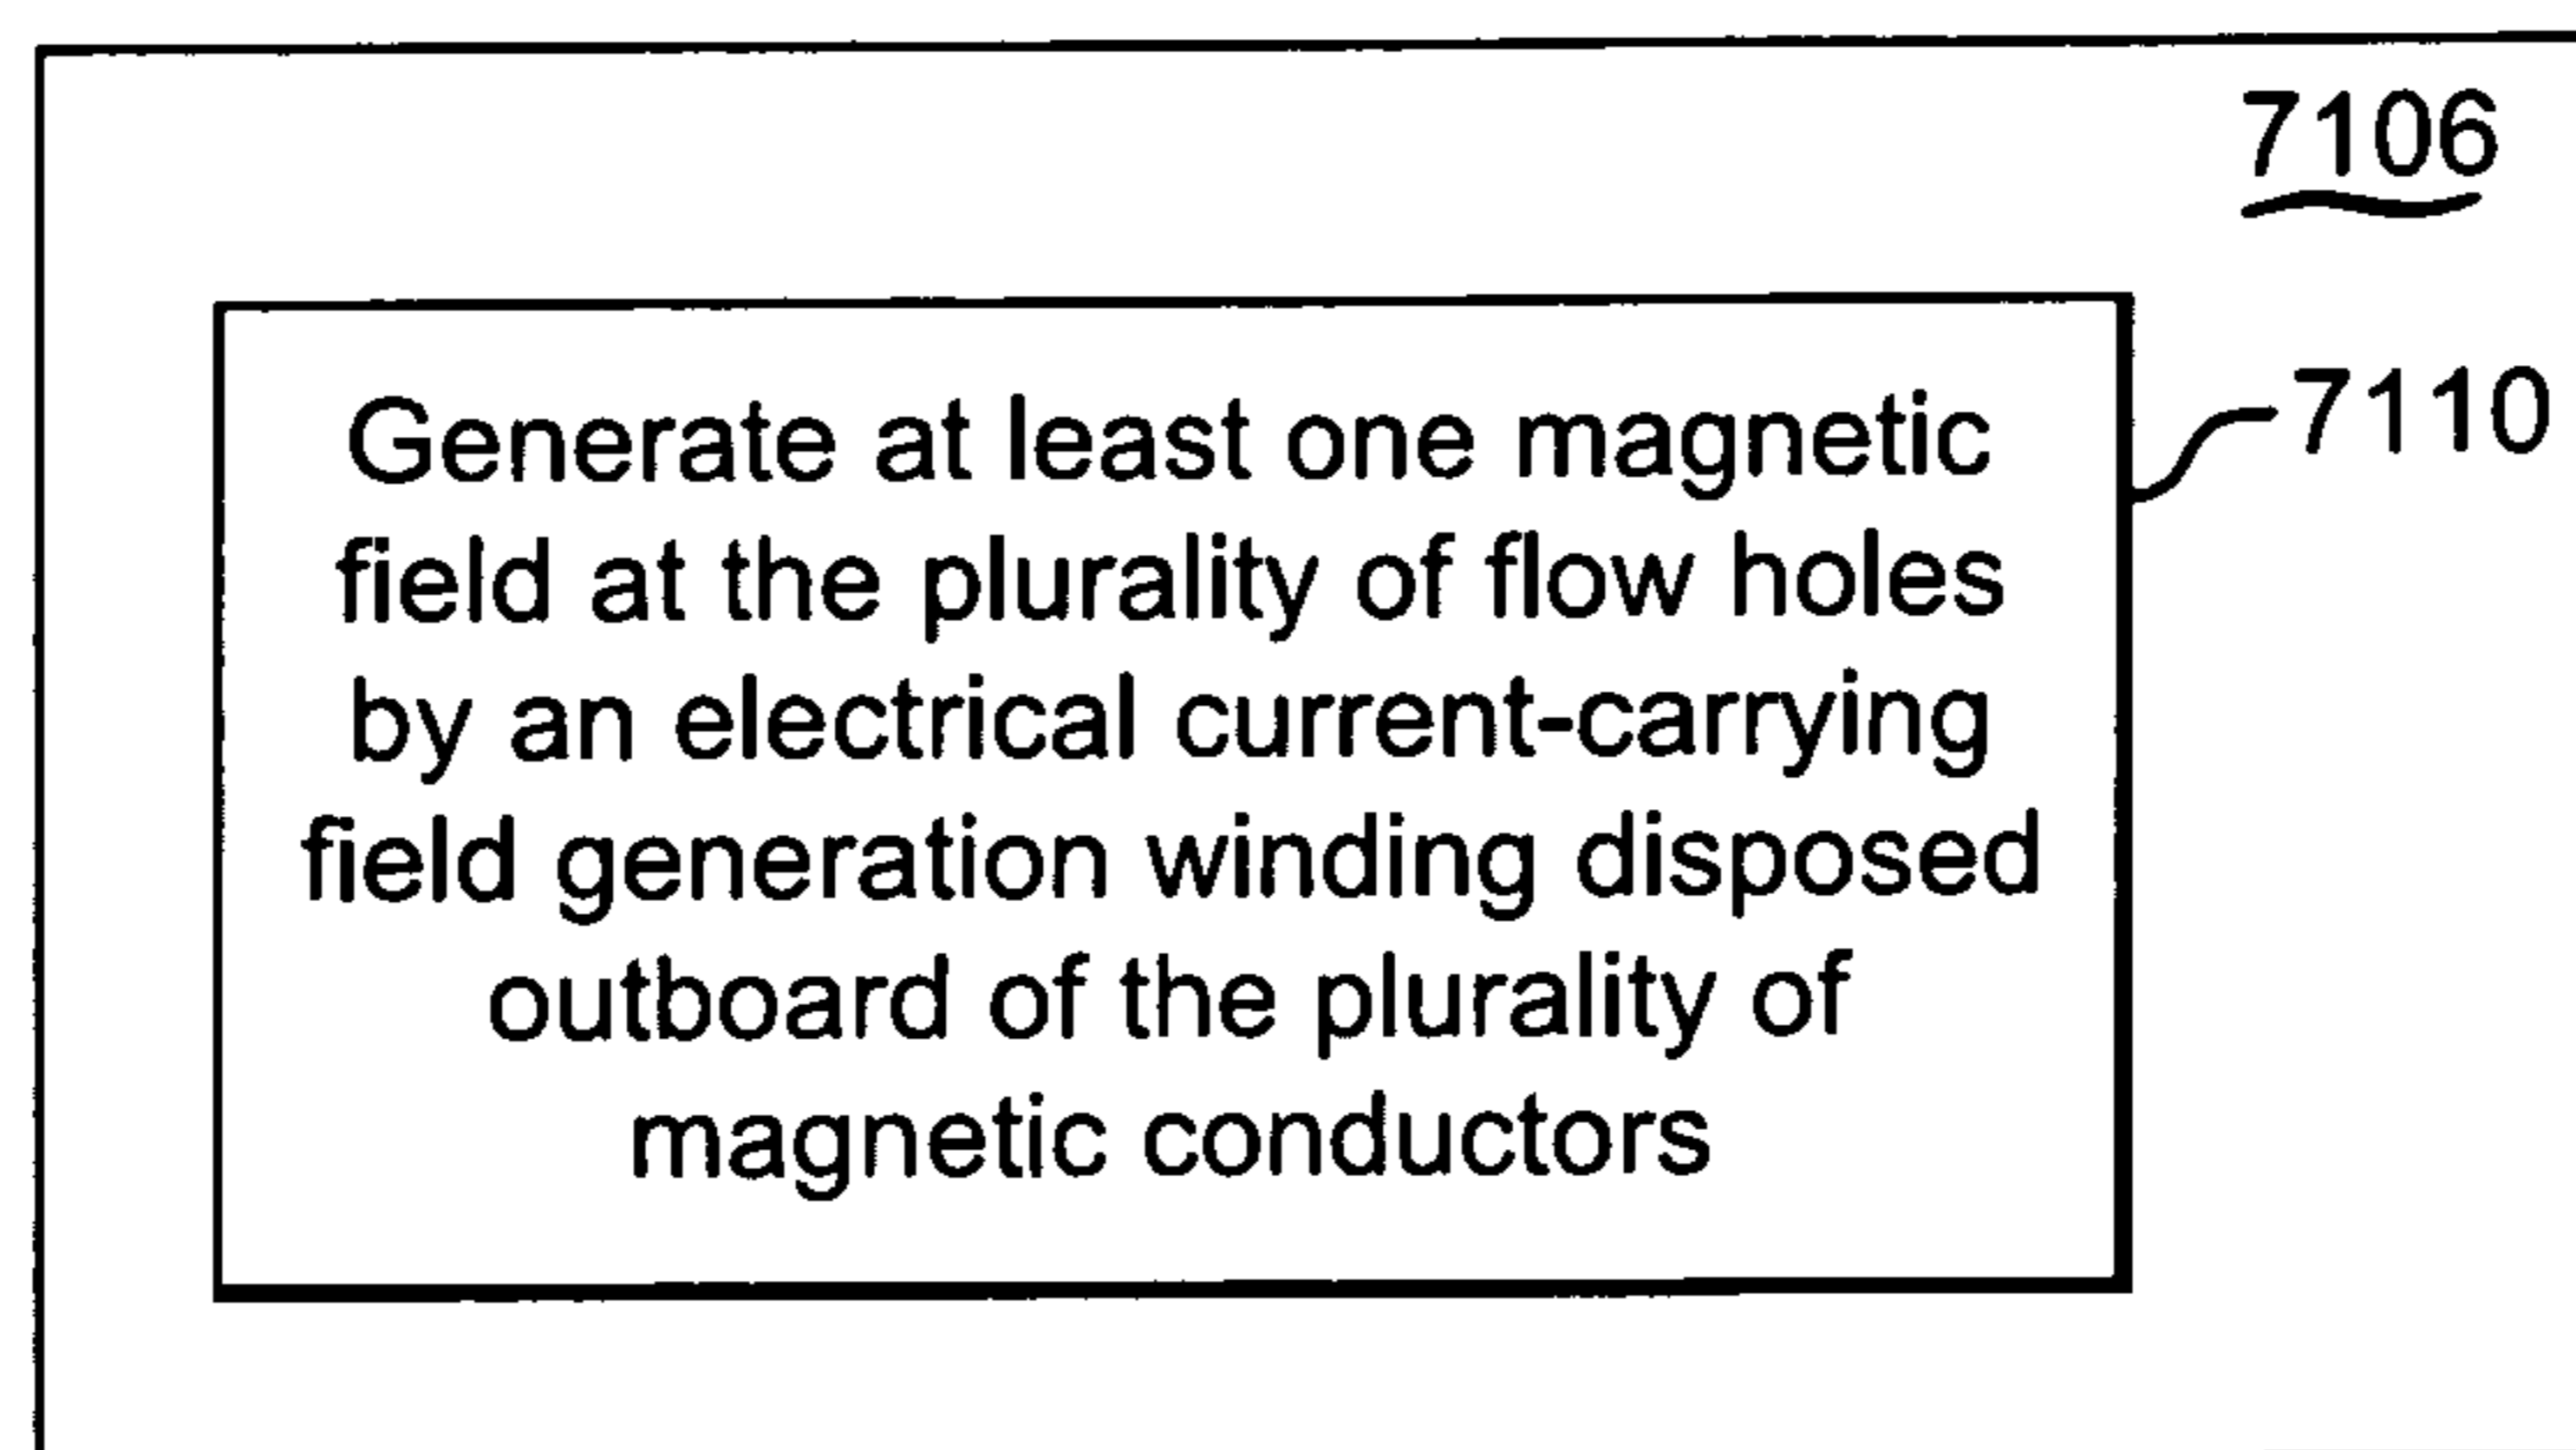 7106
Generate at least one magnetic
7110
field at the plurality of flow holes
by an electrical current-carrying
field generation winding disposed
outboard of the plurality of
magnetic conductors